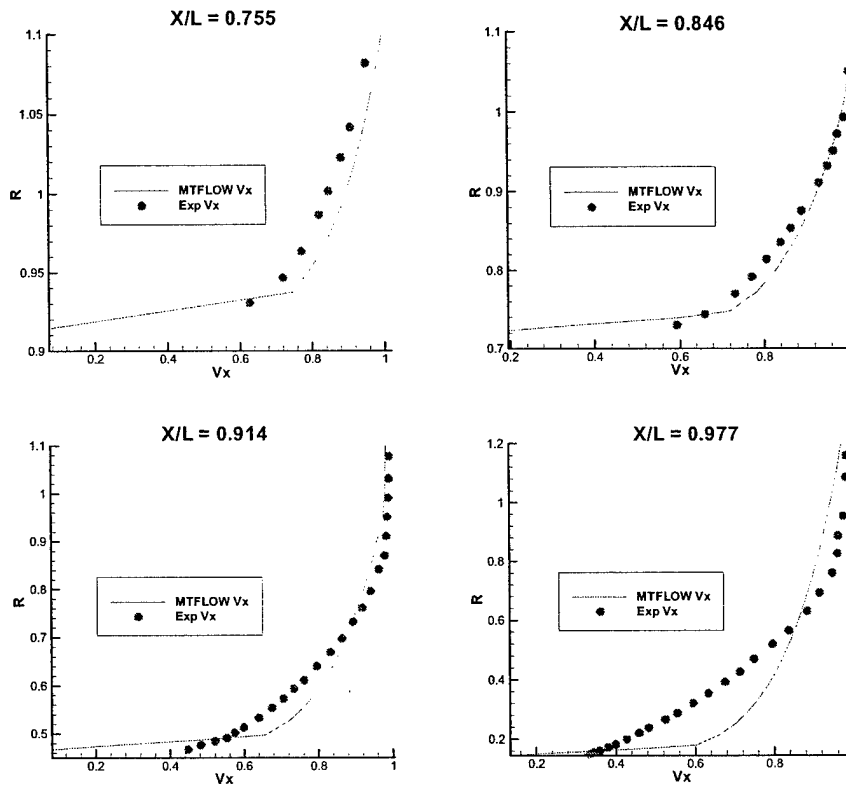 X/L = 0.755
1.1
1.05
1
0.95
0.9
R
MTFLOW Vx
Exp Vx
0.2
0.4
0.6
0.8
1
Vx
X/L = 0.846
1.1
1
0.9
0.8
0.7
R
MTFLOW Vx
Exp Vx
0.2
0.4
0.6
0.8
Vx
X/L = 0.914
1.1
1
0.9
0.8
0.7
0.6
0.5
R
MTFLOW Vx
Exp Vx
0.2
0.4
0.6
0.8
1
Vx
X/L = 0.977
1.2
1
0.8
0.6
0.4
0.2
R
MTFLOW Vx
Exp Vx
0.2
0.4
0.6
0.8
Vx